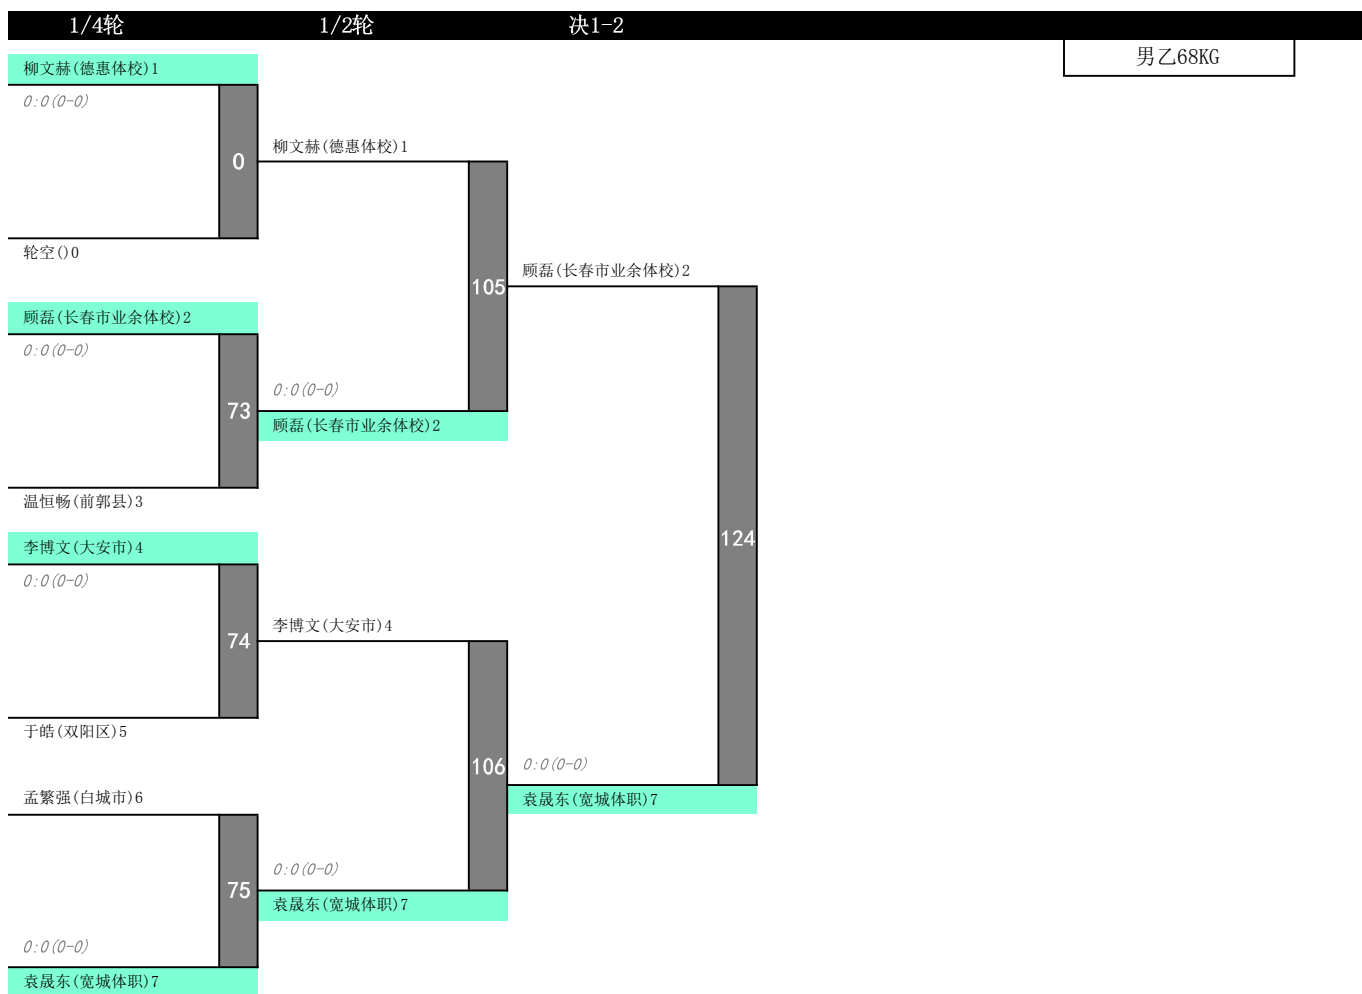 1/4轮 1/2轮 决1-2
男乙68KG
柳文赫(德惠体校)1
0:0(0-0)
0
轮空()0
柳文赫(德惠体校)1
顾磊(长春市业余体校)2
0:0(0-0)
73
温恒畅(前郭县)3
105
0:0(0-0)
顾磊(长春市业余体校)2
顾磊(长春市业余体校)2
李博文(大安市)4
0:0(0-0)
74
于皓(双阳区)5
李博文(大安市)4
124
孟繁强(白城市)6
75
0:0(0-0)
袁晟东(宽城体职)7
106
0:0(0-0)
袁晟东(宽城体职)7
0:0(0-0)
袁晟东(宽城体职)7